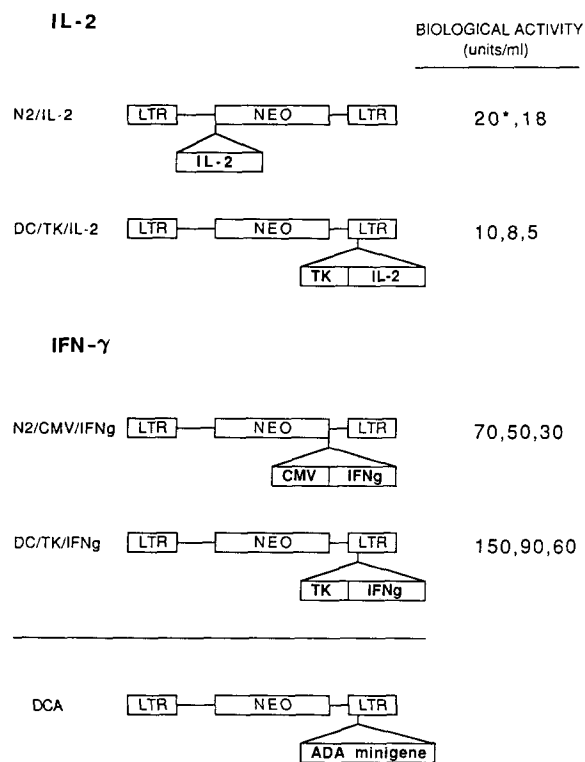 IL-2
BIOLOGICAL ACTIVITY
(units/ml)
N2/IL-2 LTR NEO LTR 20*,18
IL-2
DC/TK/IL-2 LTR NEO LTR 10,8,5
TK IL-2
IFN-γ
N2/CMV/IFNg LTR NEO LTR 70,50,30
CMV IFNg
DC/TK/IFNg LTR NEO LTR 150,90,60
TK IFNg
DCA LTR NEO LTR
ADA minigene